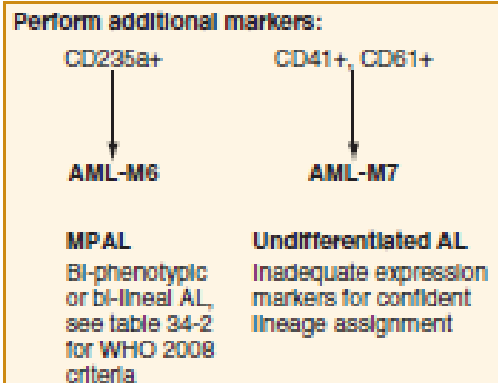 Perform additional markers:
CD235a+ CD41+, CD61+
AML-M6 AML-M7
MPAL
Bi-phenotypic
or bi-lineal AL,
see table 34-2
for WHO 2008
criteria
Undifferentiated AL
Inadequate expression
markers for confident
lineage assignment